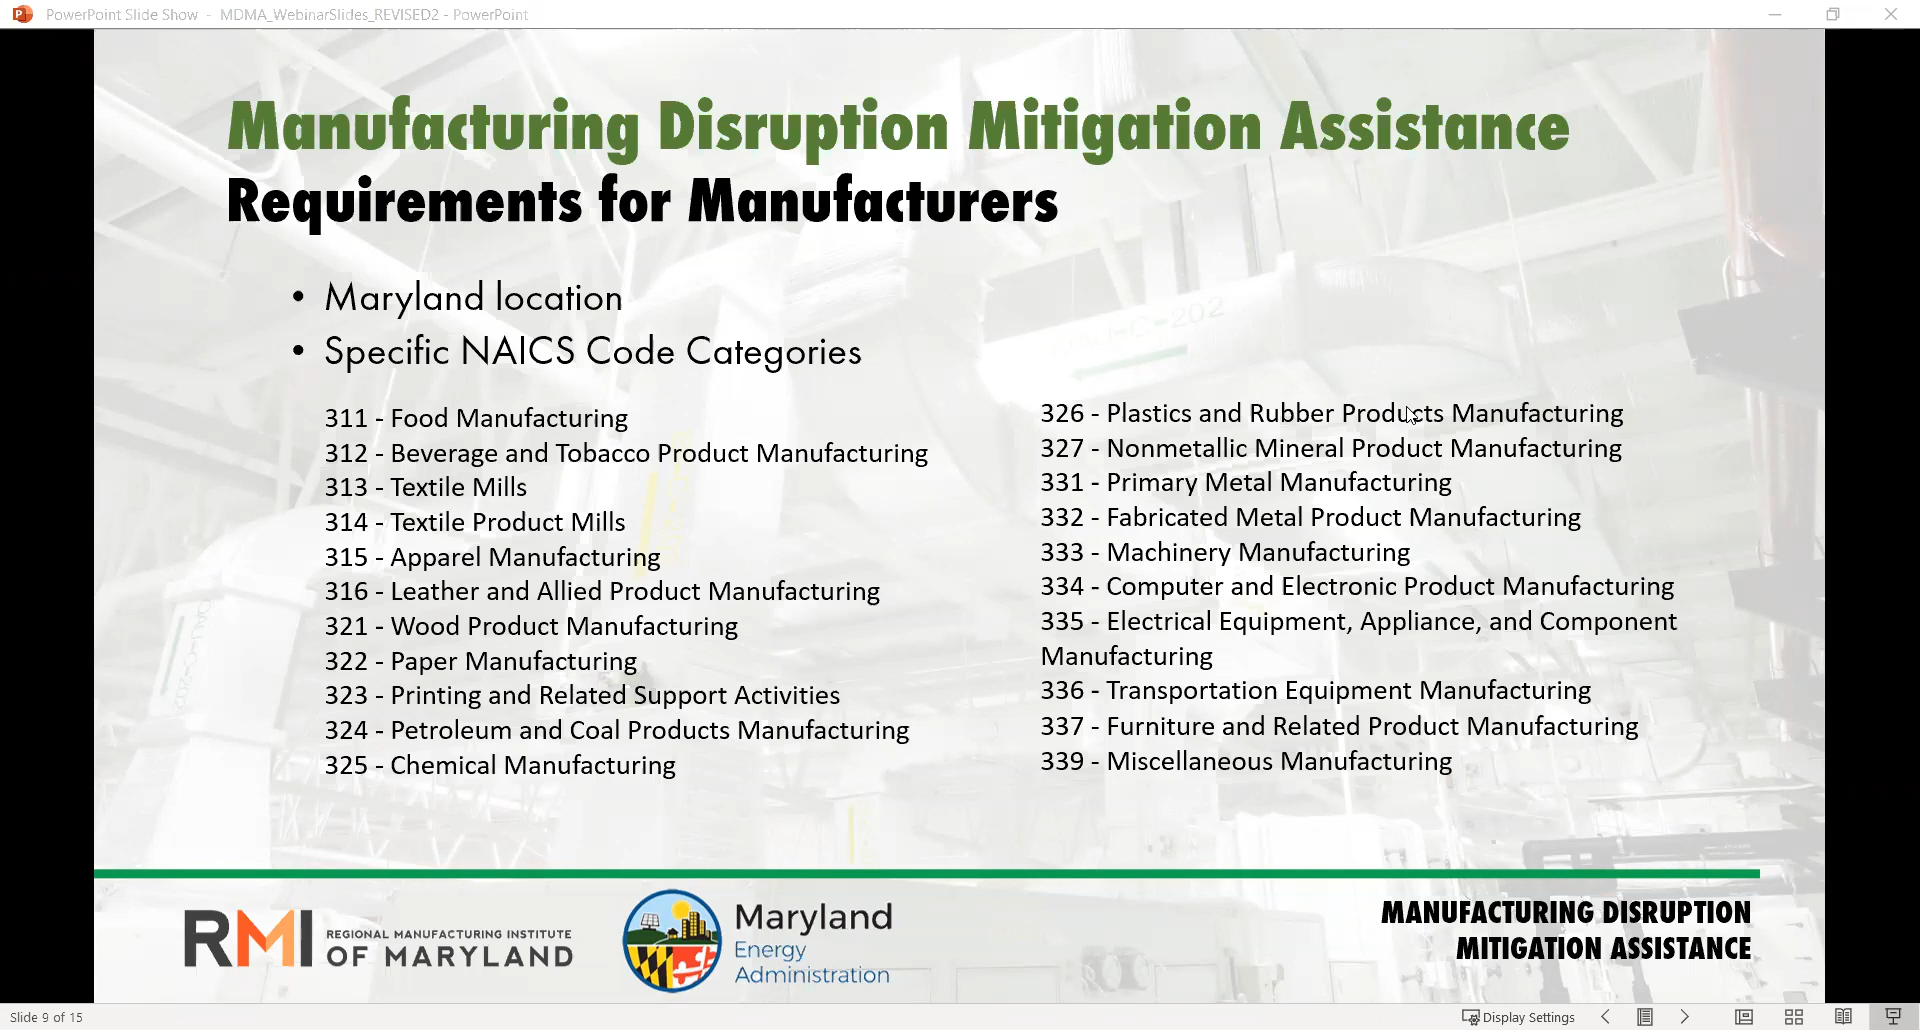 PowerPoint Slide Show - MDMA_WebinarSlides_REVISED2 - PowerPoint
Manufacturing Disruption Mitigation Assistance
Requirements for Manufacturers
• Maryland location
• Specific NAICS Code Categories
311 - Food Manufacturing
312 - Beverage and Tobacco Product Manufacturing
313 - Textile Mills
314 - Textile Product Mills
315 - Apparel Manufacturing
316 - Leather and Allied Product Manufacturing
321 - Wood Product Manufacturing
322 - Paper Manufacturing
323 - Printing and Related Support Activities
324 - Petroleum and Coal Products Manufacturing
325 - Chemical Manufacturing
326 - Plastics and Rubber Products Manufacturing
327 - Nonmetallic Mineral Product Manufacturing
331 - Primary Metal Manufacturing
332 - Fabricated Metal Product Manufacturing
333 - Machinery Manufacturing
334 - Computer and Electronic Product Manufacturing
335 - Electrical Equipment, Appliance, and Component
Manufacturing
336 - Transportation Equipment Manufacturing
337 - Furniture and Related Product Manufacturing
339 - Miscellaneous Manufacturing
RMI
REGIONAL MANUFACTURING INSTITUTE
OF MARYLAND
Maryland
Energy
Administration
MANUFACTURING DISRUPTION
MITIGATION ASSISTANCE
Slide 9 of 15
Display Settings